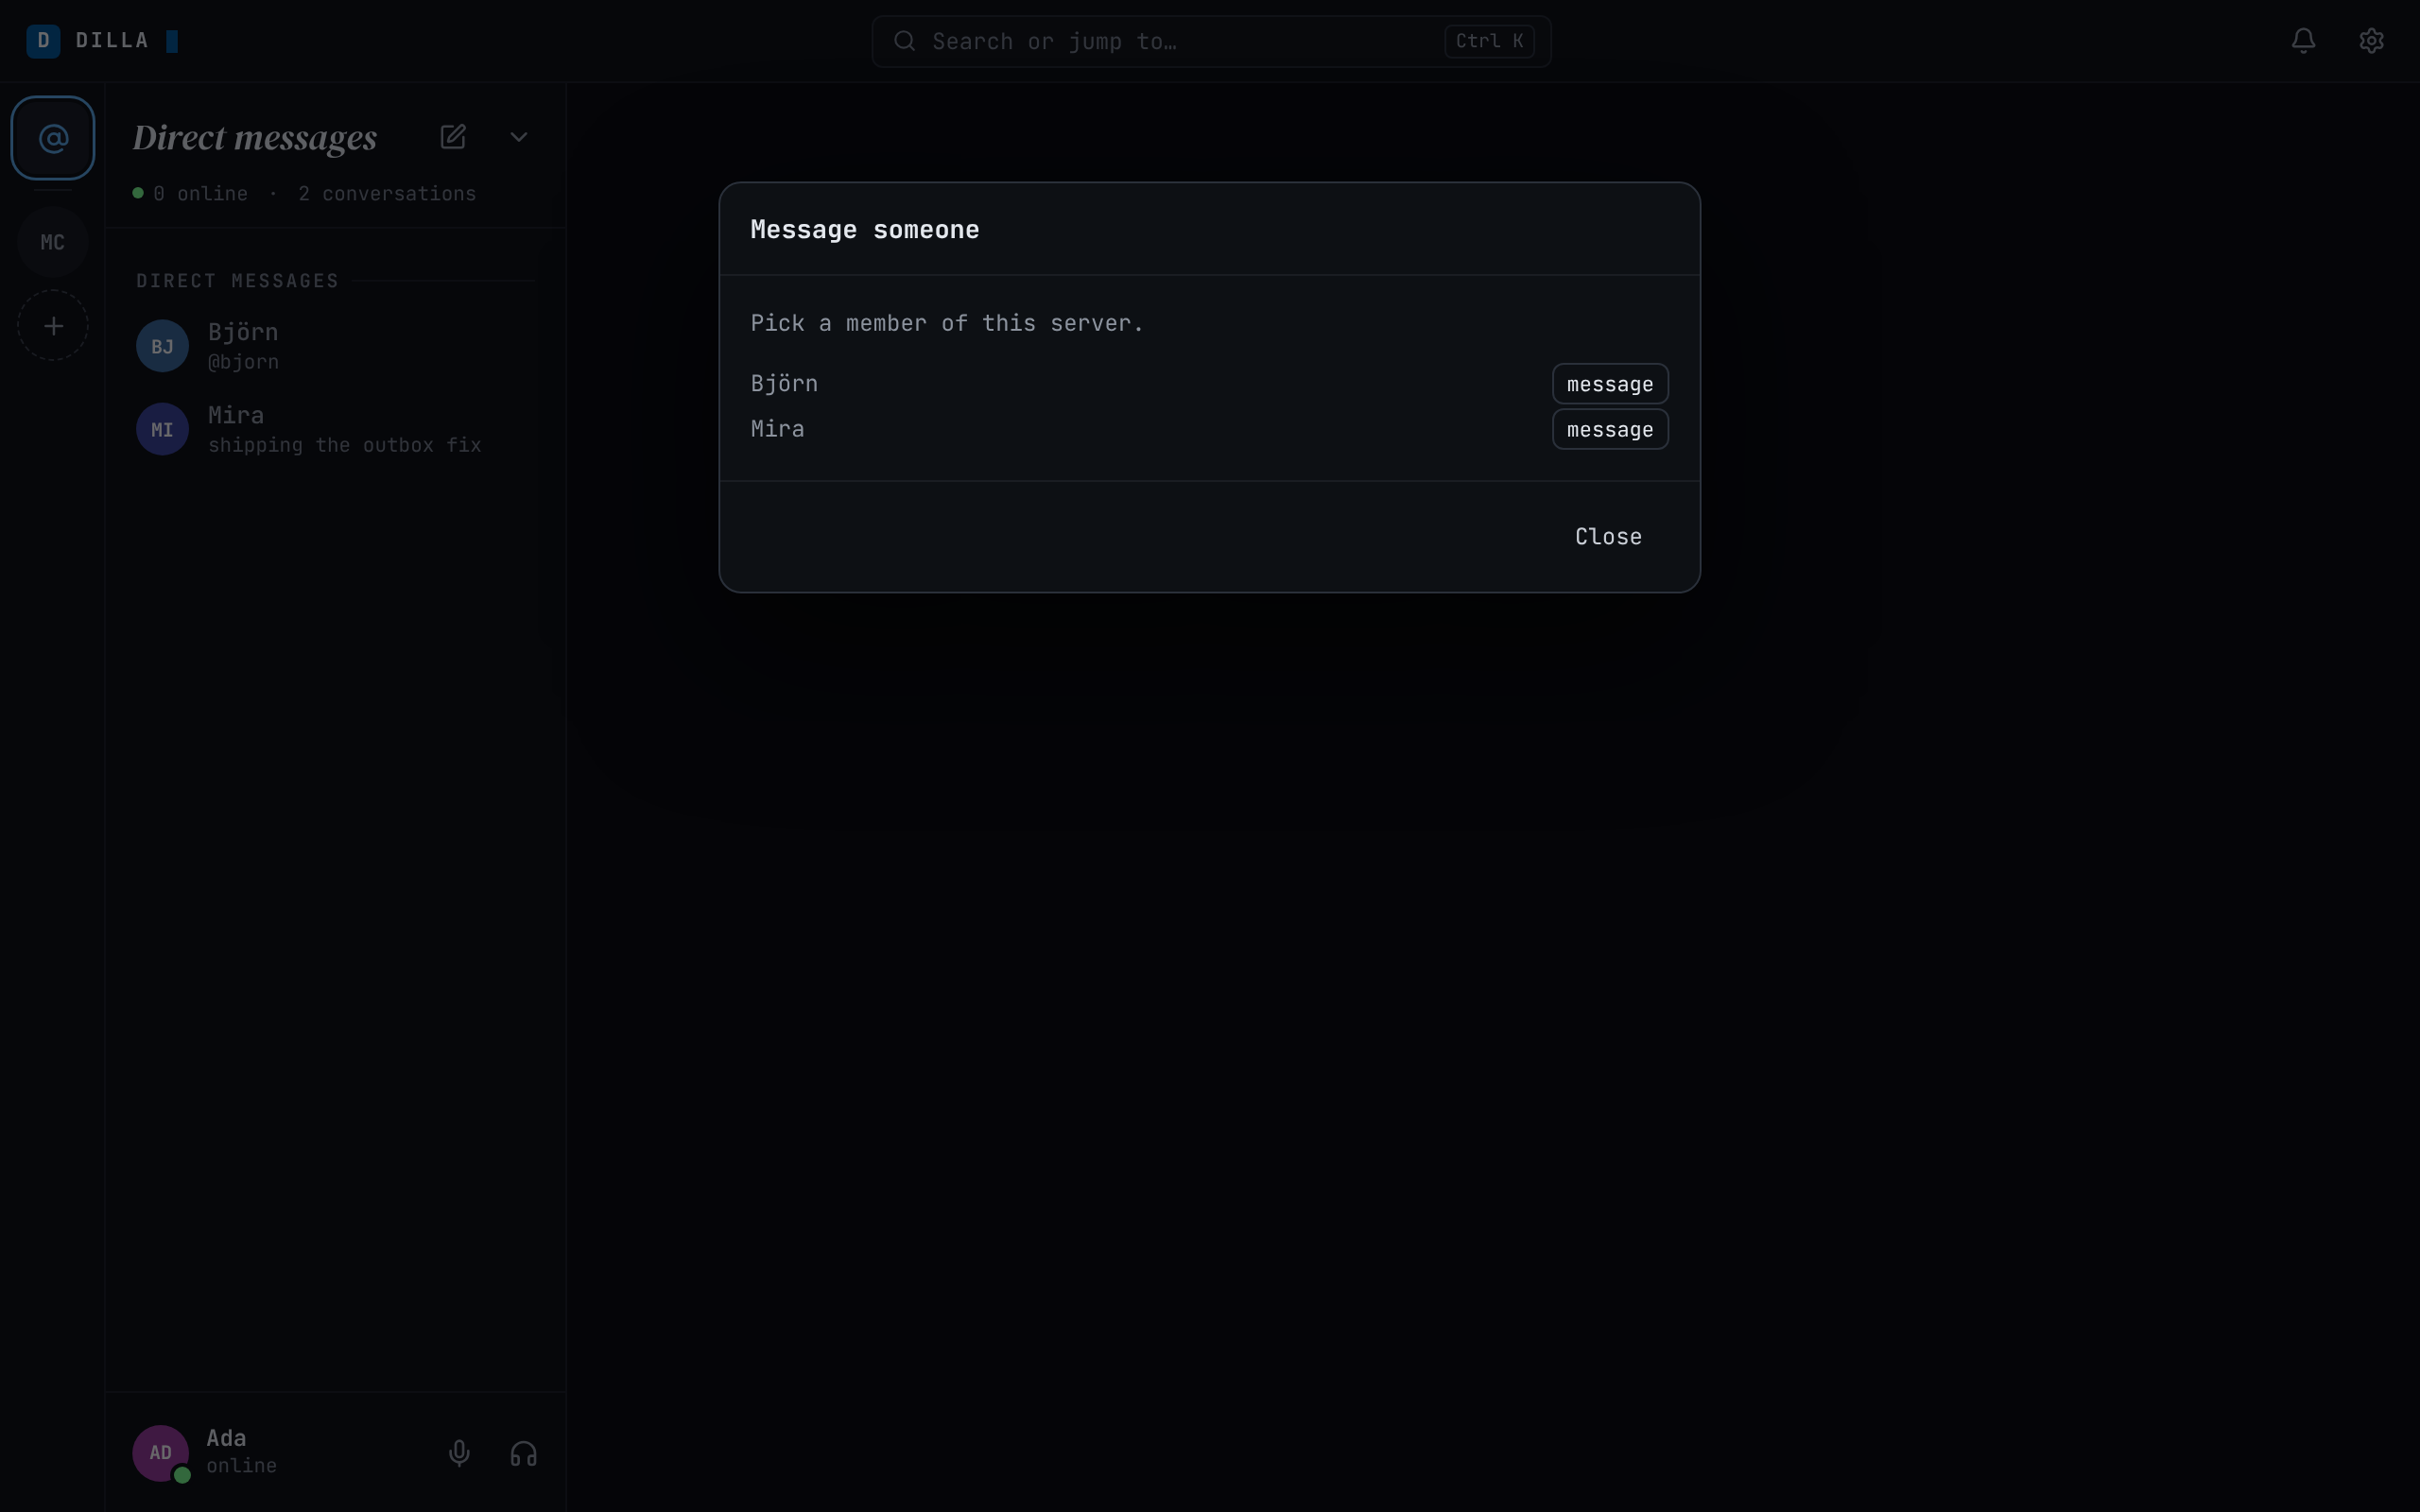 D DILLA
Search or jump to… Ctrl K
@
Direct messages
0 online · 2 conversations
MC
DIRECT MESSAGES
BJ Björn
@bjorn
MI Mira
shipping the outbox fix
Message someone
Pick a member of this server.
Björn message
Mira message
Close
AD Ada
online